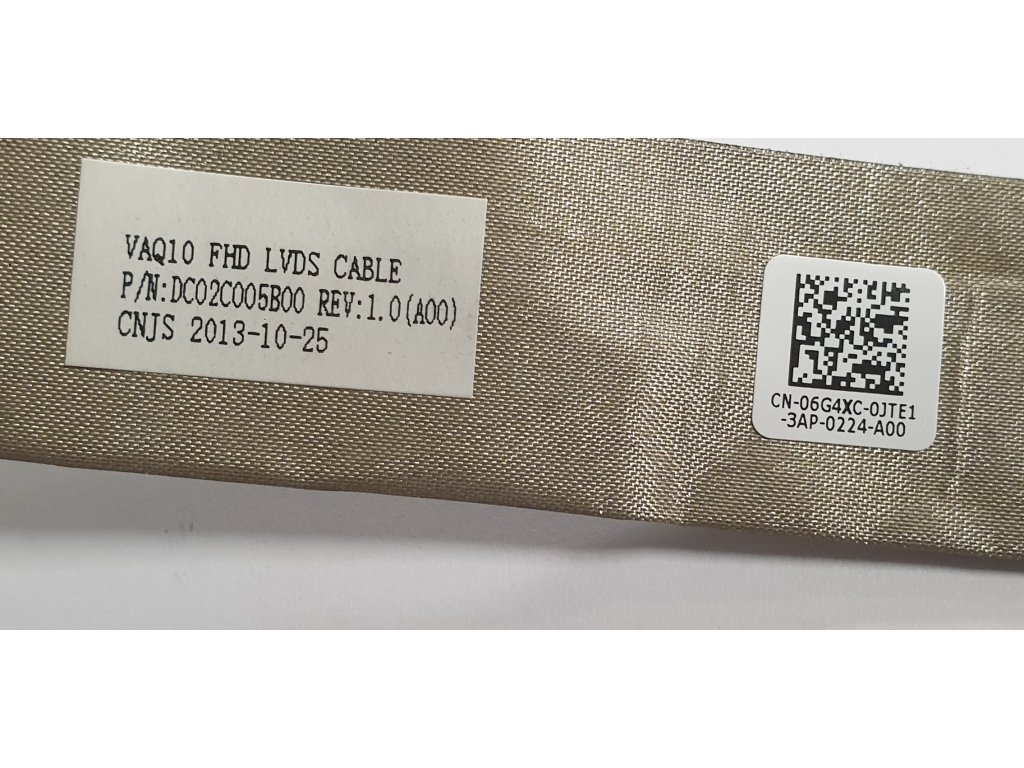 VAQ10 FHD LVDS CABLE
P/N:DC02C005B00 REV:1.0(A00)
CNJS 2013-10-25
CN-06G4XC-0JTE1
-3AP-0224-A00